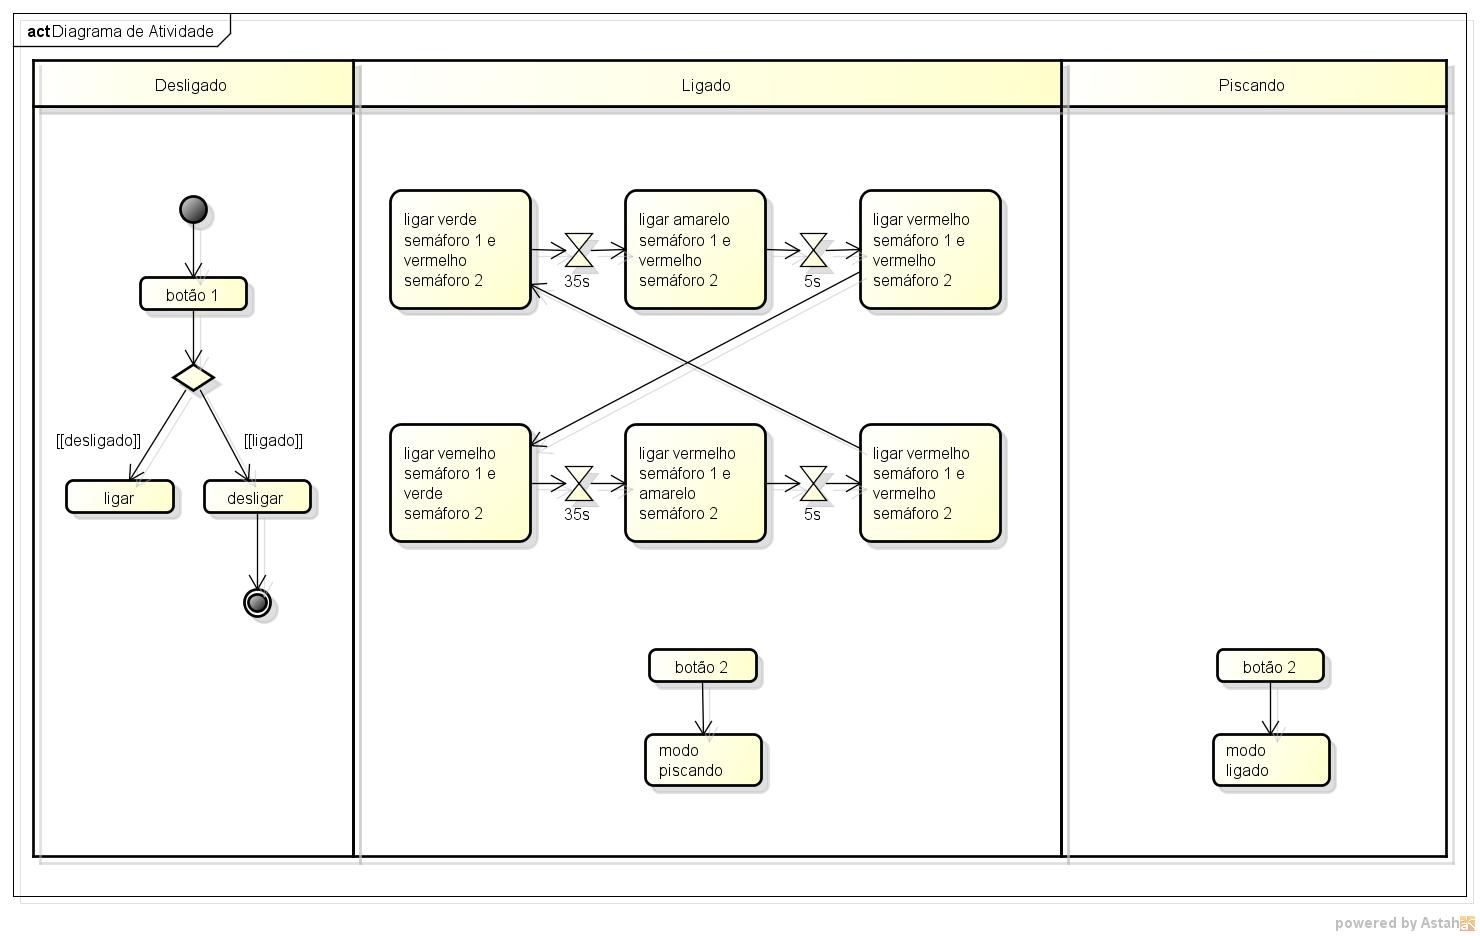 act Diagrama de Atividade
Desligado
Ligado
Piscando
botão 1
[[desligado]]
[[ligado]]
ligar
desligar
ligar verde
semáforo 1 e
vermelho
semáforo 2
35s
ligar amarelo
semáforo 1 e
vermelho
semáforo 2
5s
ligar vermelho
semáforo 1 e
vermelho
semáforo 2
ligar vemelho
semáforo 1 e
verde
semáforo 2
35s
ligar vermelho
semáforo 1 e
amarelo
semáforo 2
5s
ligar vermelho
semáforo 1 e
vermelho
semáforo 2
botão 2
modo
piscando
botão 2
modo
ligado
powered by Astah